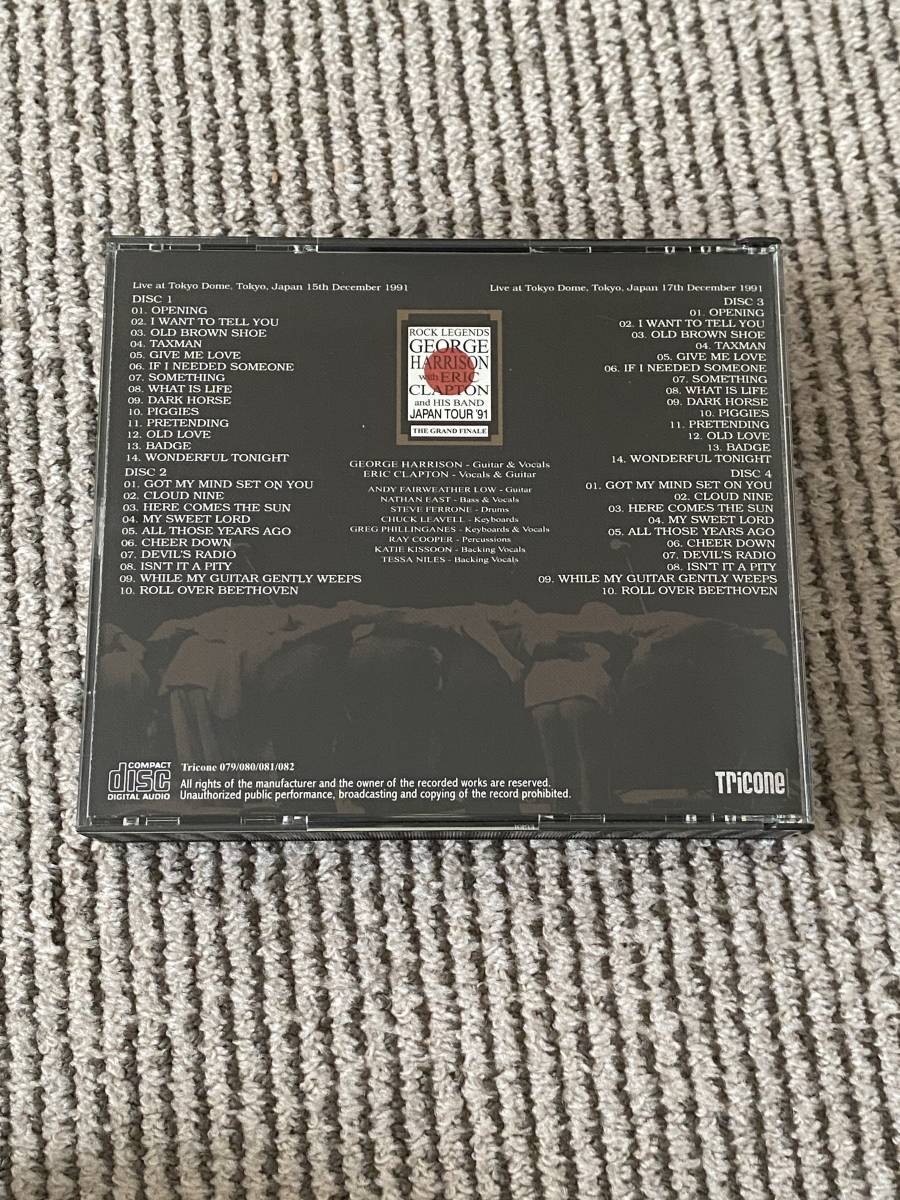 Live at Tokyo Dome, Tokyo, Japan 15th December 1991
DISC 1
01. OPENING
02. I WANT TO TELL YOU
03. OLD BROWN SHOE
04. TAXMAN
05. GIVE ME LOVE
06. IF I NEEDED SOMEONE
07. SOMETHING
08. WHAT IS LIFE
09. DARK HORSE
10. PIGGIES
11. PRETENDING
12. OLD LOVE
13. BADGE
14. WONDERFUL TONIGHT
DISC 2
01. GOT MY MIND SET ON YOU
02. CLOUD NINE
03. HERE COMES THE SUN
04. MY SWEET LORD
05. ALL THOSE YEARS AGO
06. CHEER DOWN
07. DEVIL'S RADIO
08. ISN'T IT A PITY
09. WHILE MY GUITAR GENTLY WEEPS
10. ROLL OVER BEETHOVEN
ROCK LEGENDS
GEORGE
HARRISON
with ERIC
CLAPTON
and HIS BAND
JAPAN TOUR '91
THE GRAND FINALE
GEORGE HARRISON - Guitar & Vocals
ERIC CLAPTON - Vocals & Guitar
ANDY FAIRWEATHER LOW - Guitar
NATHAN EAST - Bass & Vocals
STEVE FERRONE - Drums
CHUCK LEAVELL - Keyboards
GREG PHILLINGANES - Keyboards & Vocals
RAY COOPER - Percussions
KATIE KISSOON - Backing Vocals
TESSA NILES - Backing Vocals
Live at Tokyo Dome, Tokyo, Japan 17th December 1991
DISC 3
01. OPENING
02. I WANT TO TELL YOU
03. OLD BROWN SHOE
04. TAXMAN
05. GIVE ME LOVE
06. IF I NEEDED SOMEONE
07. SOMETHING
08. WHAT IS LIFE
09. DARK HORSE
10. PIGGIES
11. PRETENDING
12. OLD LOVE
13. BADGE
14. WONDERFUL TONIGHT
DISC 4
01. GOT MY MIND SET ON YOU
02. CLOUD NINE
03. HERE COMES THE SUN
04. MY SWEET LORD
05. ALL THOSE YEARS AGO
06. CHEER DOWN
07. DEVIL'S RADIO
08. ISN'T IT A PITY
09. WHILE MY GUITAR GENTLY WEEPS
10. ROLL OVER BEETHOVEN
COMPACT
disc
DIGITAL AUDIO
Tricone 079/080/081/082
All rights of the manufacturer and the owner of the recorded works are reserved.
Unauthorized public performance, broadcasting and copying of the record prohibited.
Tricone